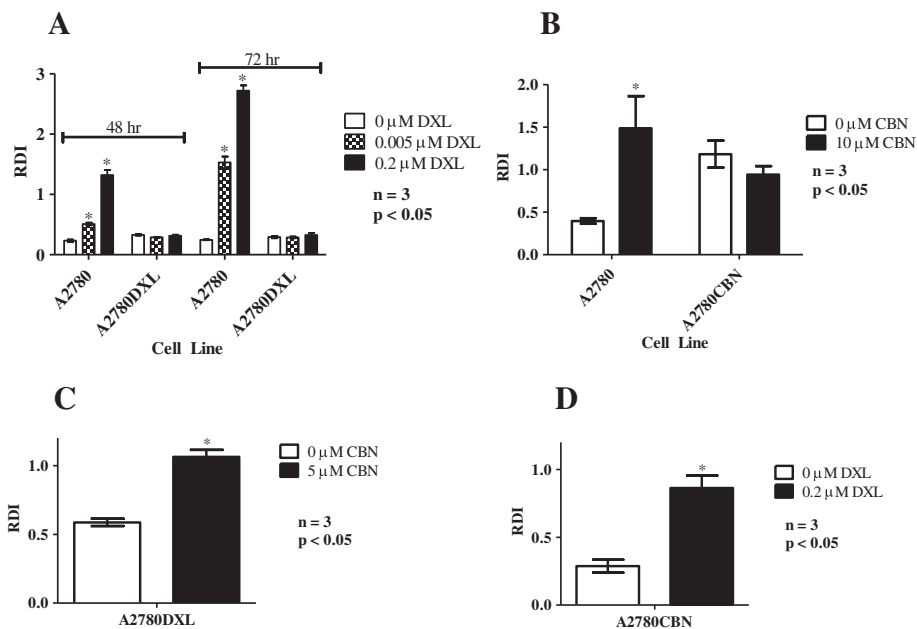 A
72 hr
48 hr
3
2
1
0
RDI
* * * *
A2780
A2780DXL
A2780
A2780DXL
Cell Line
0 μM DXL
0.005 μM DXL
0.2 μM DXL
n = 3
p < 0.05
B
2.0
1.5
1.0
0.5
0.0
RDI
*
A2780
A2780CBN
Cell Line
0 μM CBN
10 μM CBN
n = 3
p < 0.05
C
1.0
0.5
0.0
RDI
*
A2780DXL
0 μM CBN
5 μM CBN
n = 3
p < 0.05
D
1.0
0.5
0.0
RDI
*
A2780CBN
0 μM DXL
0.2 μM DXL
n = 3
p < 0.05